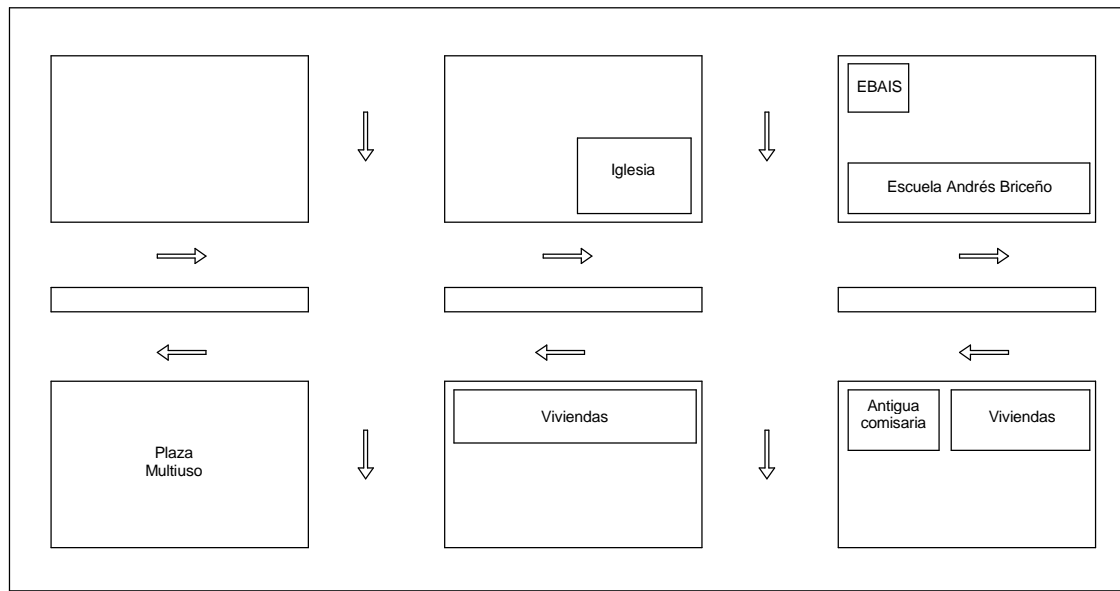 EBAIS
Iglesia
Escuela Andrés Briceño
Viviendas
Antigua
comisaria
Viviendas
Plaza
Multiuso